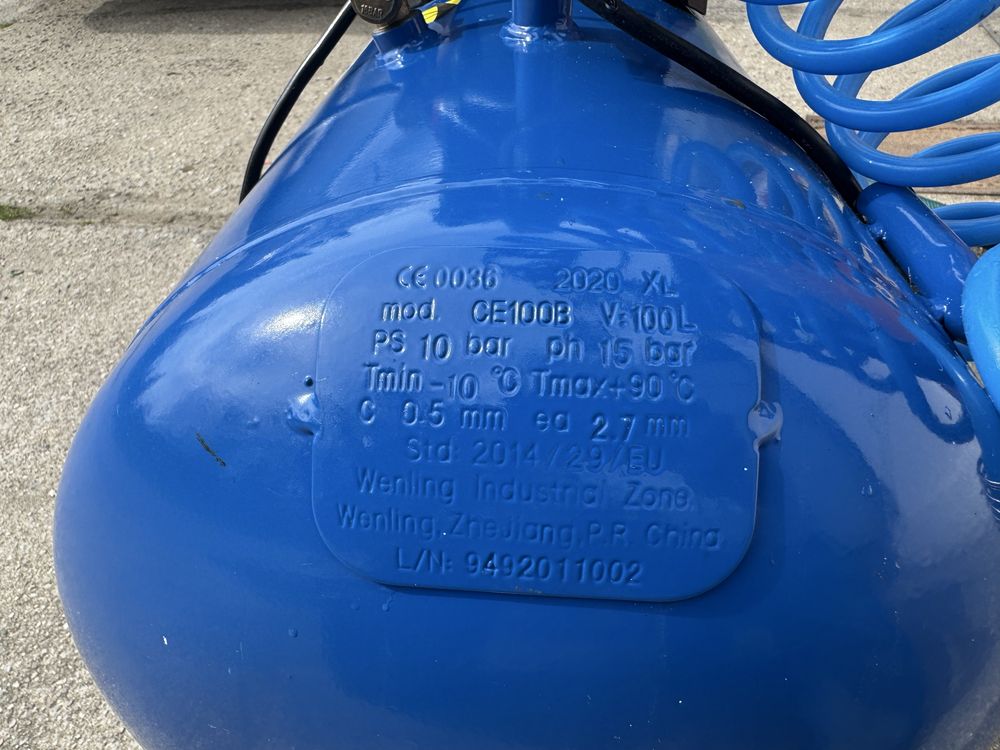 10BAR
CE 0036 2020 XL
mod. CE100B V:100L
PS 10 bar ph 15 bar
Tmin -10 °C Tmax+90 °C
C 0.5 mm ea 2.7 mm
Std: 2014/29/EU
Wenling Industrial Zone,
Wenling, ZheJiang, P.R. China
L/N: 9492011002